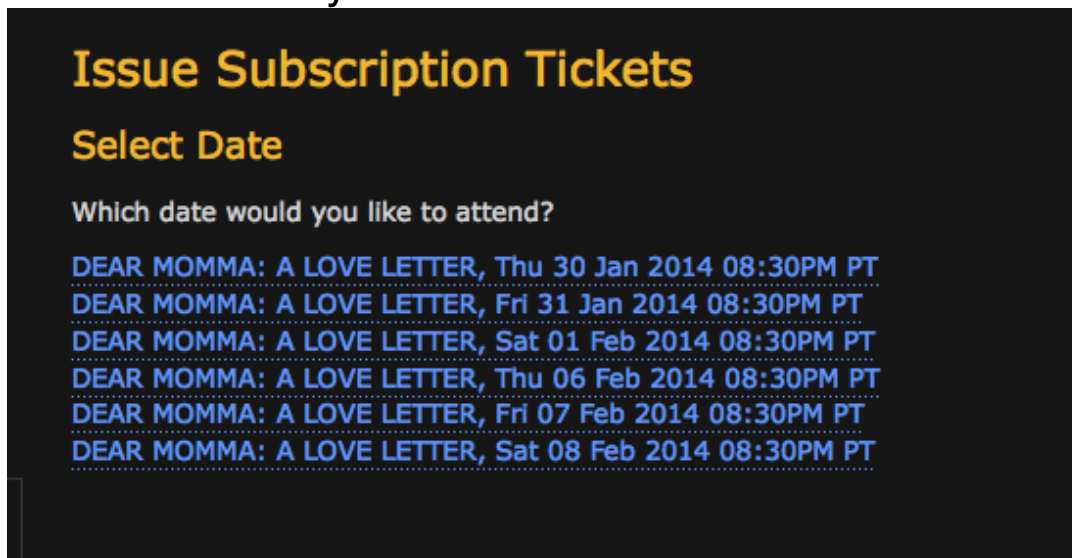 Issue Subscription Tickets
Select Date
Which date would you like to attend?
DEAR MOMMA: A LOVE LETTER, Thu 30 Jan 2014 08:30PM PT
DEAR MOMMA: A LOVE LETTER, Fri 31 Jan 2014 08:30PM PT
DEAR MOMMA: A LOVE LETTER, Sat 01 Feb 2014 08:30PM PT
DEAR MOMMA: A LOVE LETTER, Thu 06 Feb 2014 08:30PM PT
DEAR MOMMA: A LOVE LETTER, Fri 07 Feb 2014 08:30PM PT
DEAR MOMMA: A LOVE LETTER, Sat 08 Feb 2014 08:30PM PT